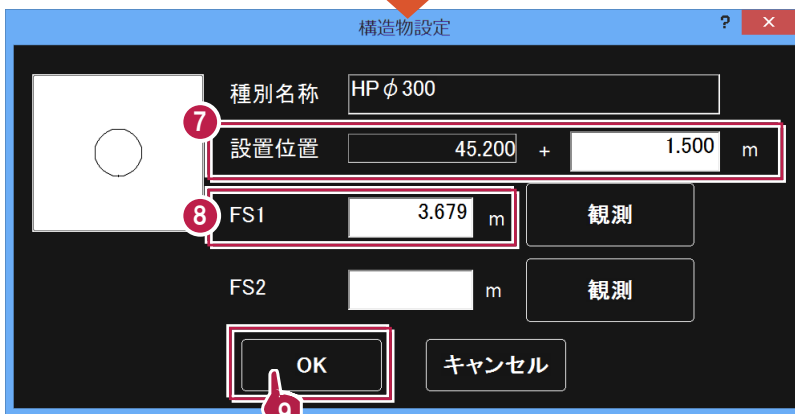 構造物設定 ? ×
種別名称 HPφ300
7
設置位置 45.200 + 1.500 m
8 FS1 3.679 m 観測
FS2 m 観測
OK キャンセル
9